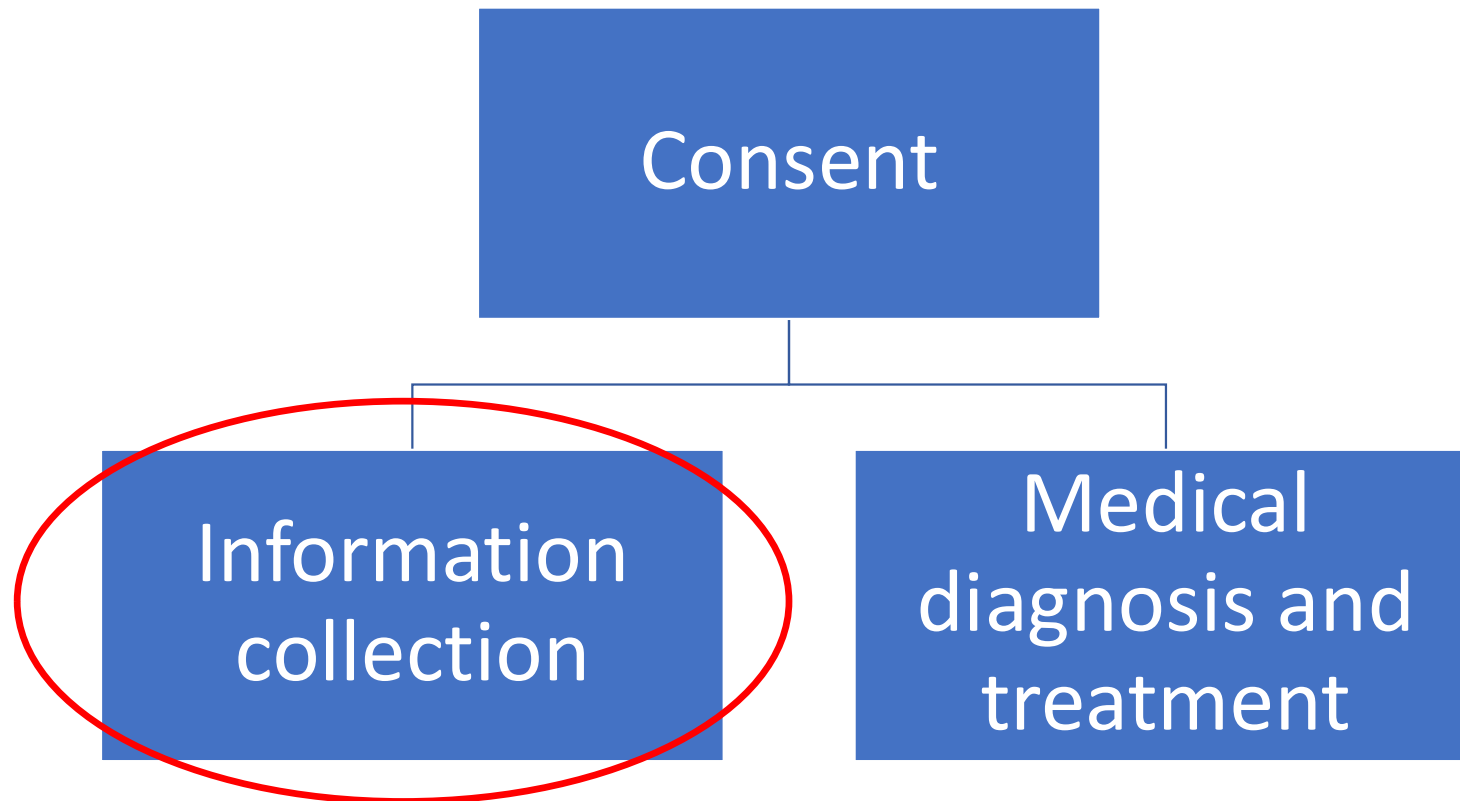 Consent
Information
collection
Medical
diagnosis and
treatment